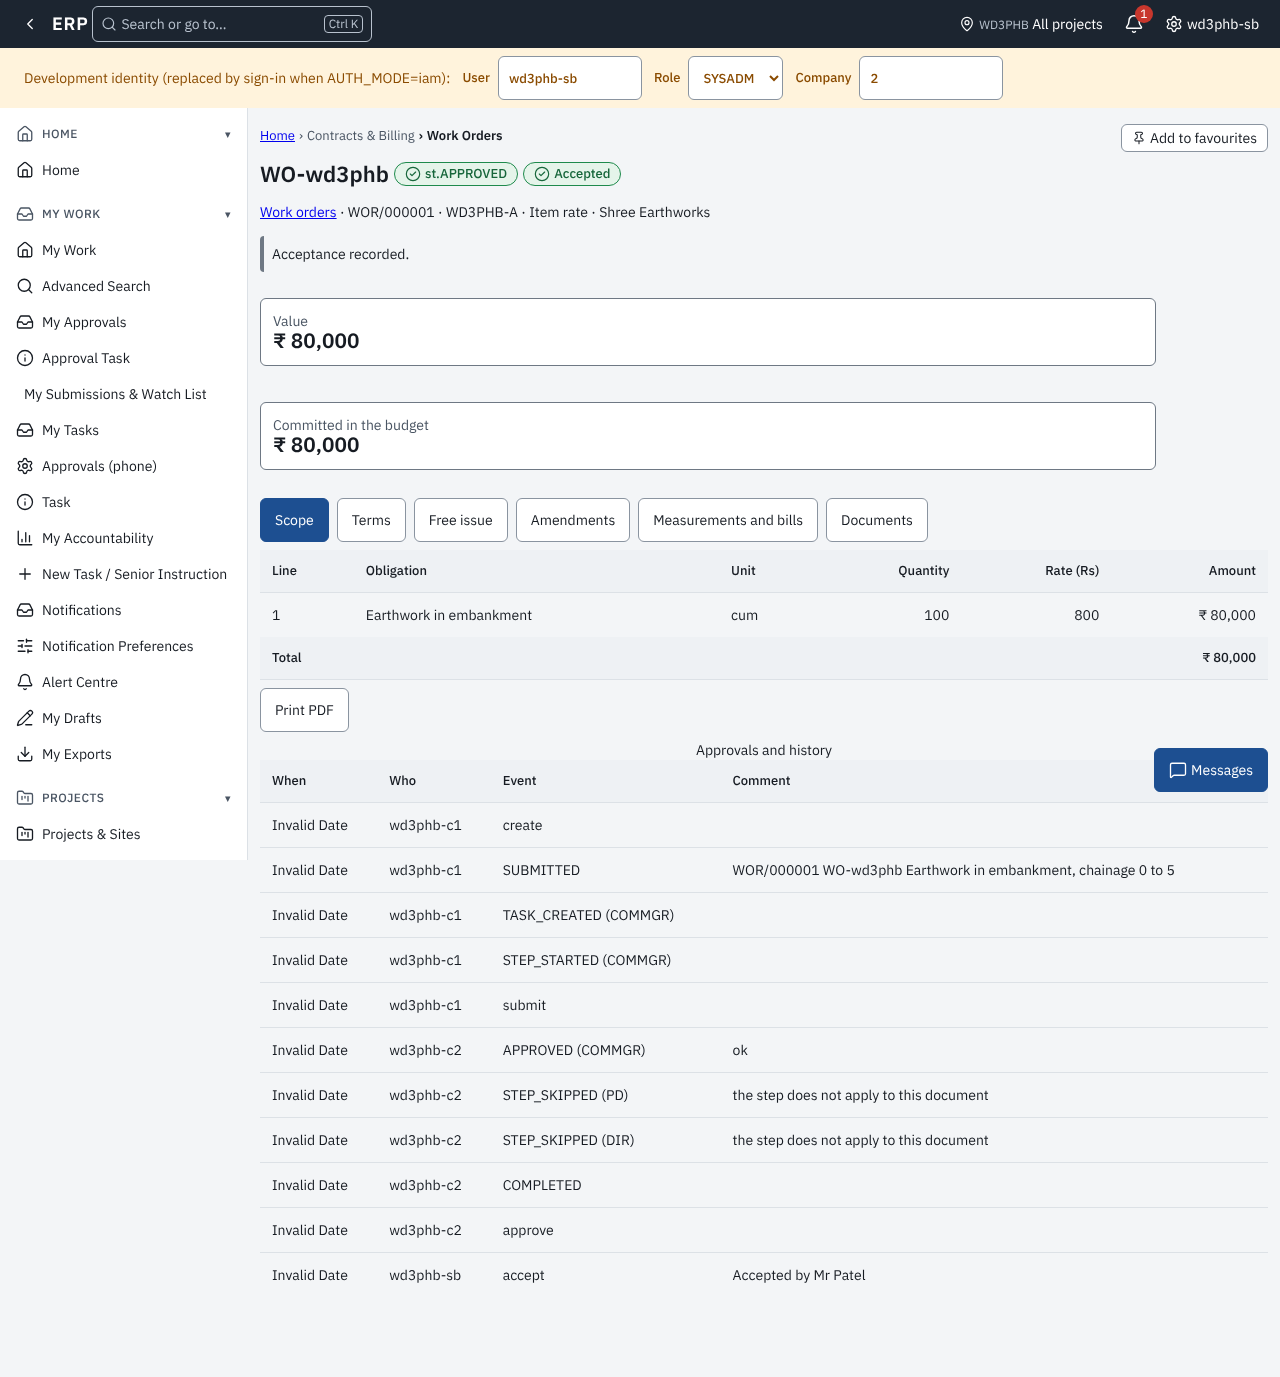 ERP
Search or go to...
Ctrl K
WD3PHB All projects
1
wd3phb-sb
Development identity (replaced by sign-in when AUTH_MODE=iam):
User
wd3phb-sb
Role
SYSADM
Company
2
HOME
Home
MY WORK
My Work
Advanced Search
My Approvals
Approval Task
My Submissions & Watch List
My Tasks
Approvals (phone)
Task
My Accountability
New Task / Senior Instruction
Notifications
Notification Preferences
Alert Centre
My Drafts
My Exports
PROJECTS
Projects & Sites
Home › Contracts & Billing › Work Orders
Add to favourites
WO-wd3phb
st.APPROVED
Accepted
Work orders · WOR/000001 · WD3PHB-A · Item rate · Shree Earthworks
Acceptance recorded.
Value
₹ 80,000
Committed in the budget
₹ 80,000
Scope
Terms
Free issue
Amendments
Measurements and bills
Documents
Line Obligation Unit Quantity Rate (Rs) Amount
1 Earthwork in embankment cum 100 800 ₹ 80,000
Total ₹ 80,000
Print PDF
Approvals and history
Messages
When Who Event Comment
Invalid Date wd3phb-c1 create
Invalid Date wd3phb-c1 SUBMITTED WOR/000001 WO-wd3phb Earthwork in embankment, chainage 0 to 5
Invalid Date wd3phb-c1 TASK_CREATED (COMMGR)
Invalid Date wd3phb-c1 STEP_STARTED (COMMGR)
Invalid Date wd3phb-c1 submit
Invalid Date wd3phb-c2 APPROVED (COMMGR) ok
Invalid Date wd3phb-c2 STEP_SKIPPED (PD) the step does not apply to this document
Invalid Date wd3phb-c2 STEP_SKIPPED (DIR) the step does not apply to this document
Invalid Date wd3phb-c2 COMPLETED
Invalid Date wd3phb-c2 approve
Invalid Date wd3phb-sb accept Accepted by Mr Patel